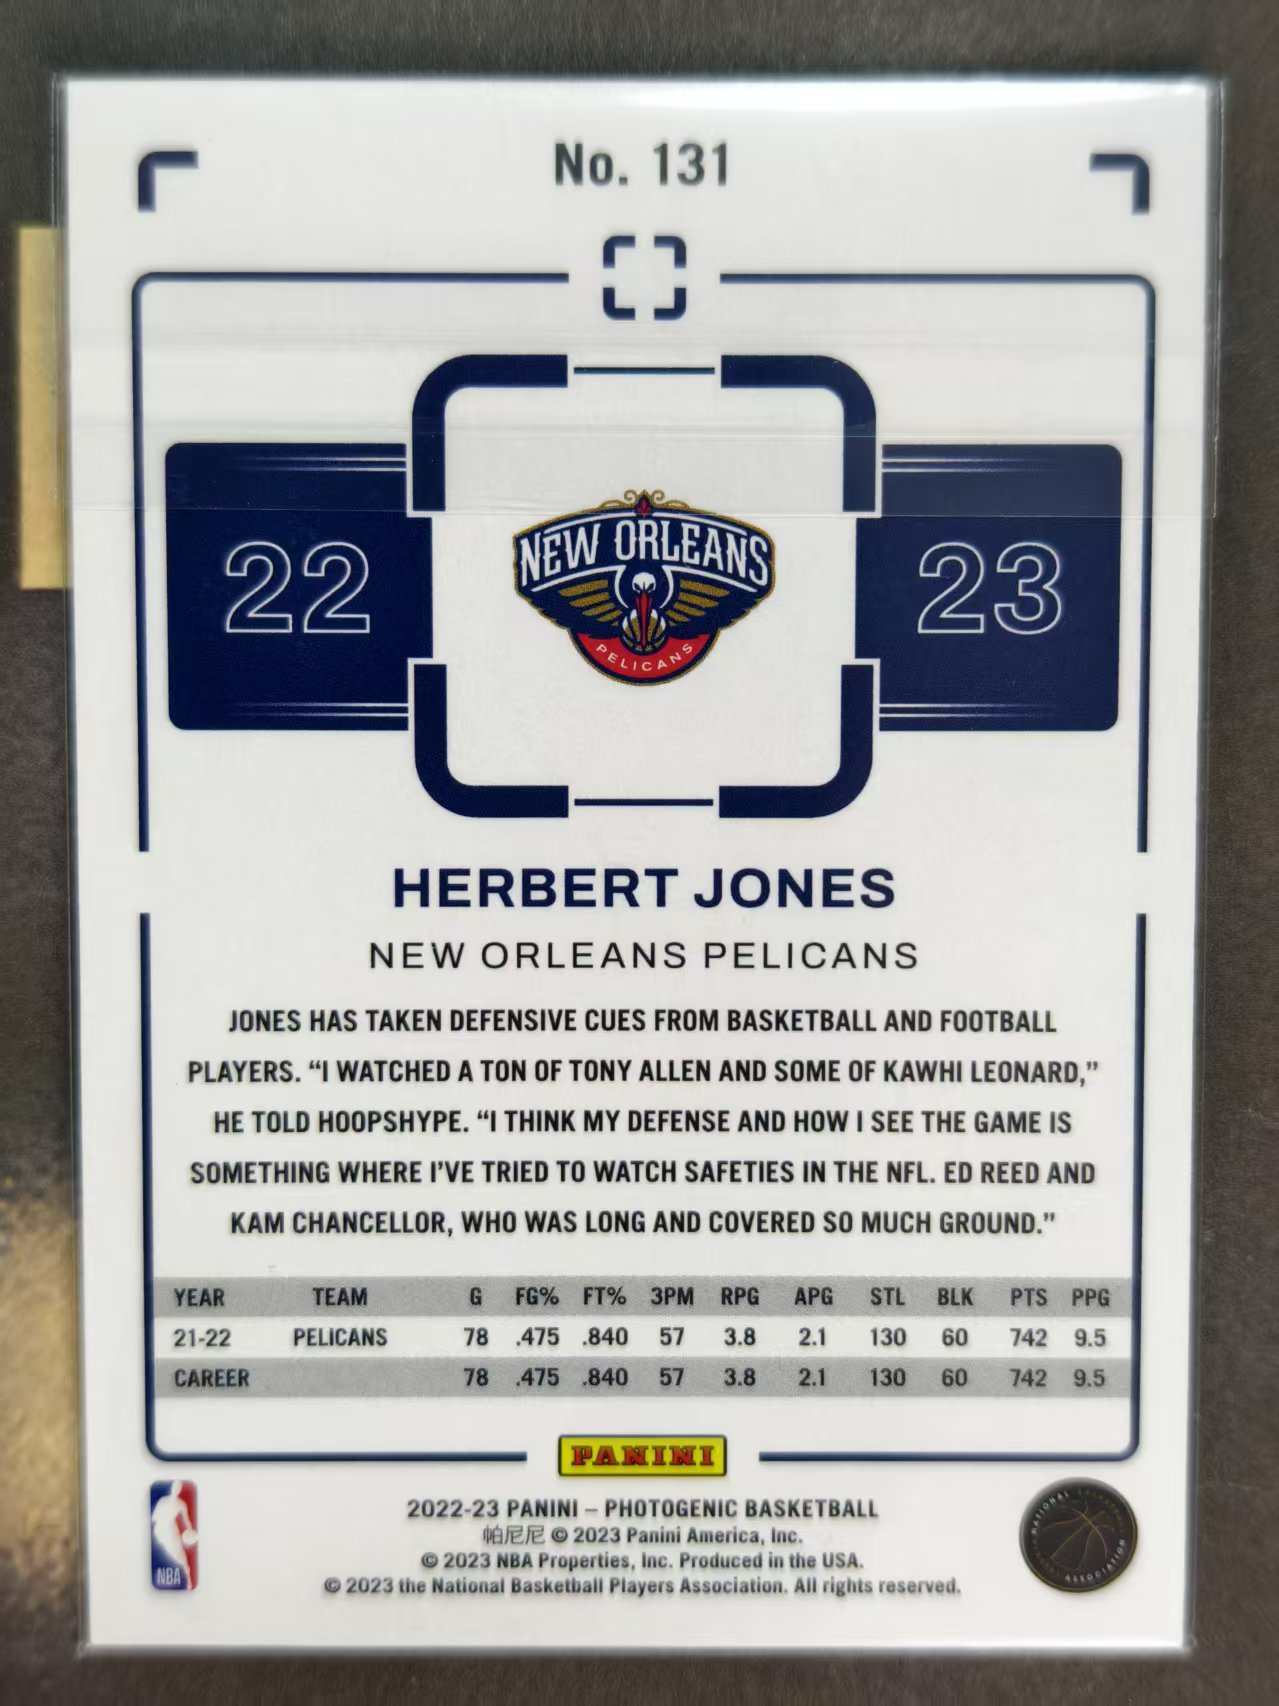 No. 131
22
NEW ORLEANS
PELICANS
23
HERBERT JONES
NEW ORLEANS PELICANS
JONES HAS TAKEN DEFENSIVE CUES FROM BASKETBALL AND FOOTBALL
PLAYERS. “I WATCHED A TON OF TONY ALLEN AND SOME OF KAWHI LEONARD,”
HE TOLD HOOPSHYPE. “I THINK MY DEFENSE AND HOW I SEE THE GAME IS
SOMETHING WHERE I’VE TRIED TO WATCH SAFETIES IN THE NFL. ED REED AND
KAM CHANCELLOR, WHO WAS LONG AND COVERED SO MUCH GROUND.”
YEAR TEAM G FG% FT% 3PM RPG APG STL BLK PTS PPG
21-22 PELICANS 78 .475 .840 57 3.8 2.1 130 60 742 9.5
CAREER 78 .475 .840 57 3.8 2.1 130 60 742 9.5
PANINI
2022-23 PANINI – PHOTOGENIC BASKETBALL
帕尼尼 © 2023 Panini America, Inc.
© 2023 NBA Properties, Inc. Produced in the USA.
© 2023 the National Basketball Players Association. All rights reserved.
NBA
NATIONAL BASKETBALL
PLAYERS ASSOCIATION